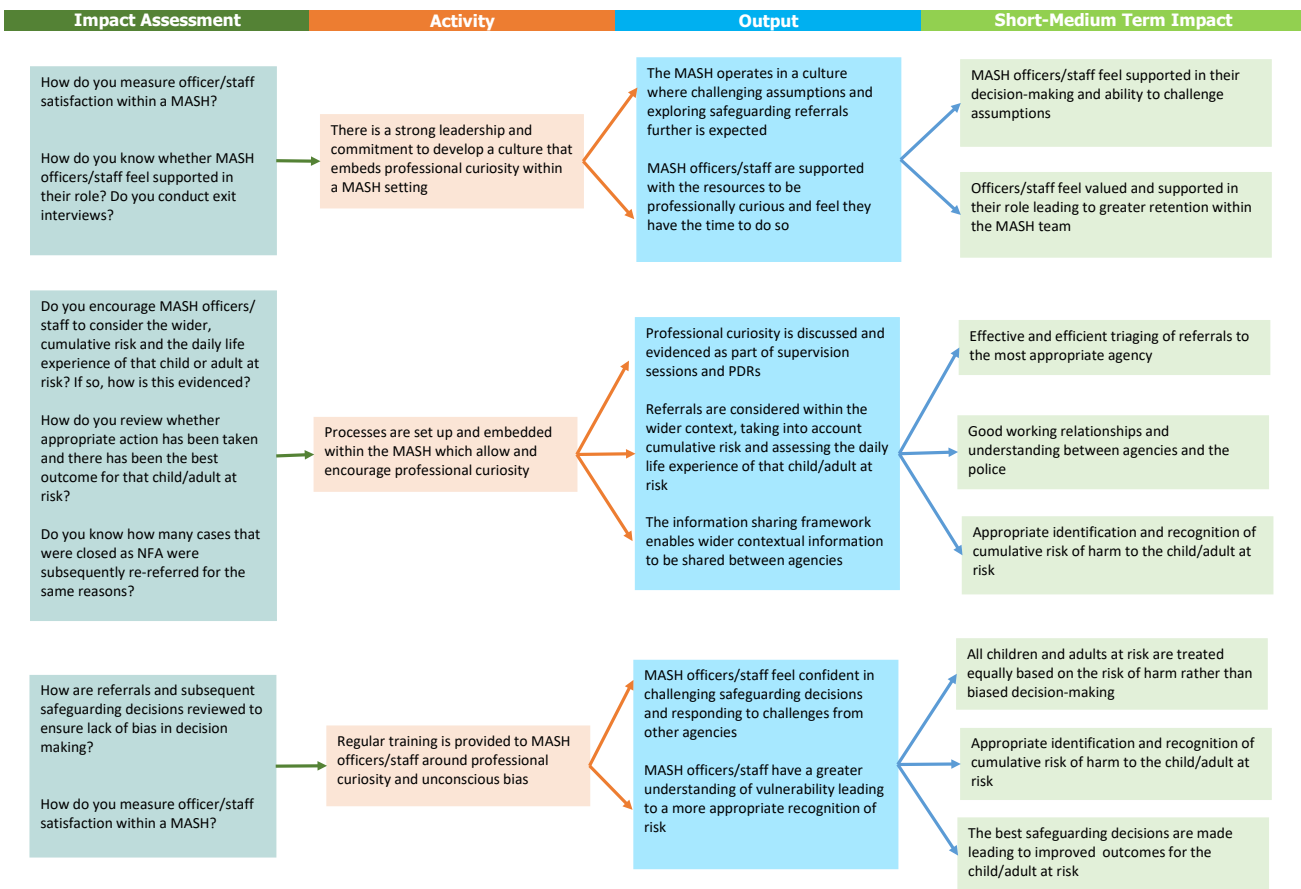 Impact Assessment
Activity
Output
Short-Medium Term Impact
How do you measure officer/staff
satisfaction within a MASH?
How do you know whether MASH
officers/staff feel supported in
their role? Do you conduct exit
interviews?
There is a strong leadership and
commitment to develop a culture that
embeds professional curiosity within
a MASH setting
The MASH operates in a culture
where challenging assumptions and
exploring safeguarding referrals
further is expected
MASH officers/staff are supported
with the resources to be
professionally curious and feel they
have the time to do so
MASH officers/staff feel supported in their
decision-making and ability to challenge
assumptions
Officers/staff feel valued and supported in
their role leading to greater retention within
the MASH team
Do you encourage MASH officers/
staff to consider the wider,
cumulative risk and the daily life
experience of that child or adult at
risk? If so, how is this evidenced?
How do you review whether
appropriate action has been taken
and there has been the best
outcome for that child/adult at
risk?
Do you know how many cases that
were closed as NFA were
subsequently re-referred for the
same reasons?
Processes are set up and embedded
within the MASH which allow and
encourage professional curiosity
Professional curiosity is discussed and
evidenced as part of supervision
sessions and PDRs
Referrals are considered within the
wider context, taking into account
cumulative risk and assessing the daily
life experience of that child/adult at
risk
The information sharing framework
enables wider contextual information
to be shared between agencies
Effective and efficient triaging of referrals to
the most appropriate agency
Good working relationships and
understanding between agencies and the
police
Appropriate identification and recognition of
cumulative risk of harm to the child/adult at
risk
How are referrals and subsequent
safeguarding decisions reviewed to
ensure lack of bias in decision
making?
How do you measure officer/staff
satisfaction within a MASH?
Regular training is provided to MASH
officers/staff around professional
curiosity and unconscious bias
MASH officers/staff feel confident in
challenging safeguarding decisions
and responding to challenges from
other agencies
MASH officers/staff have a greater
understanding of vulnerability leading
to a more appropriate recognition of
risk
All children and adults at risk are treated
equally based on the risk of harm rather than
biased decision-making
Appropriate identification and recognition of
cumulative risk of harm to the child/adult at
risk
The best safeguarding decisions are made
leading to improved outcomes for the
child/adult at risk